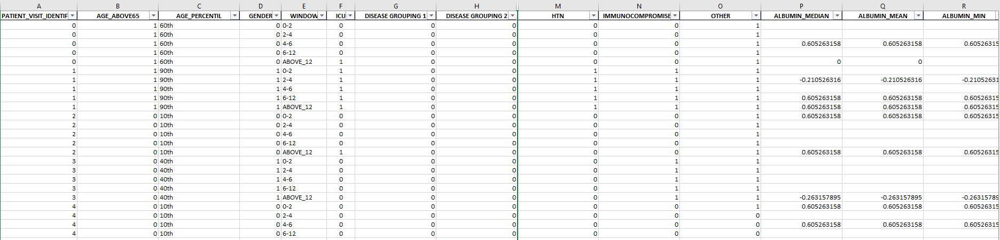 A B C D E F G H M N O P Q R
PATIENT_VISIT_IDENTIF AGE_ABOVE65 AGE_PERCENTIL GENDER WINDOW ICU DISEASE GROUPING 1 DISEASE GROUPING 2 HTN IMMUNOCOMPROMISE OTHER ALBUMIN_MEDIAN ALBUMIN_MEAN ALBUMIN_MIN
0 1 60th 0 0-2 0 0 0 0 0 1
0 1 60th 0 2-4 0 0 0 0 0 1
0 1 60th 0 4-6 0 0 0 0 0 1 0.605263158 0.605263158 0.60526315
0 1 60th 0 6-12 0 0 0 0 0 1
0 1 60th 0 ABOVE_12 1 0 0 0 0 1 0 0
1 1 90th 1 0-2 1 0 0 1 1 1
1 1 90th 1 2-4 1 0 0 1 1 1 -0.210526316 -0.210526316 -0.21052631
1 1 90th 1 4-6 1 0 0 1 1 1
1 1 90th 1 6-12 1 0 0 1 1 1 0.605263158 0.605263158 0.60526315
1 1 90th 1 ABOVE_12 1 0 0 1 1 1 0.605263158 0.605263158 0.60526315
2 0 10th 0 0-2 0 0 0 0 0 1 0.605263158 0.605263158 0.60526315
2 0 10th 0 2-4 0 0 0 0 0 1
2 0 10th 0 4-6 0 0 0 0 0 1
2 0 10th 0 6-12 0 0 0 0 0 1
2 0 10th 0 ABOVE_12 1 0 0 0 0 1 0.605263158 0.605263158 0.60526315
3 0 40th 1 0-2 0 0 0 0 1 1
3 0 40th 1 2-4 0 0 0 0 1 1
3 0 40th 1 4-6 0 0 0 0 1 1
3 0 40th 1 6-12 0 0 0 0 1 1
3 0 40th 1 ABOVE_12 0 0 0 0 1 1 -0.263157895 -0.263157895 -0.26315789
4 0 10th 0 0-2 0 0 0 0 0 1 0.605263158 0.605263158 0.60526315
4 0 10th 0 2-4 0 0 0 0 0 0
4 0 10th 0 4-6 0 0 0 0 0 0 0.605263158 0.605263158 0.60526315
4 0 10th 0 6-12 0 0 0 0 0 0